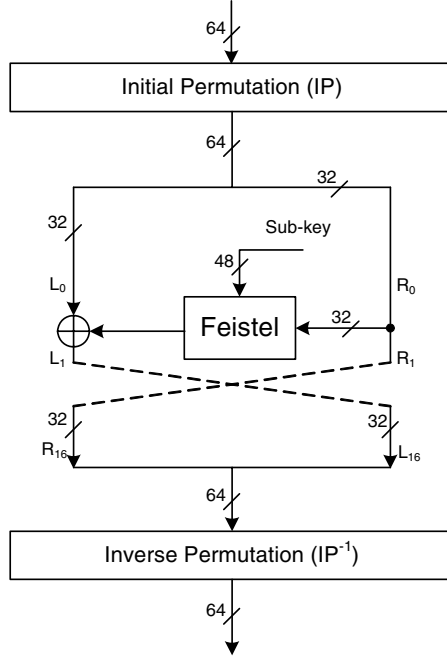 64
Initial Permutation (IP)
64
32
32
Sub-key
48
L0
R0
Feistel
32
L1
R1
32
32
R16
L16
64
Inverse Permutation (IP-1)
64